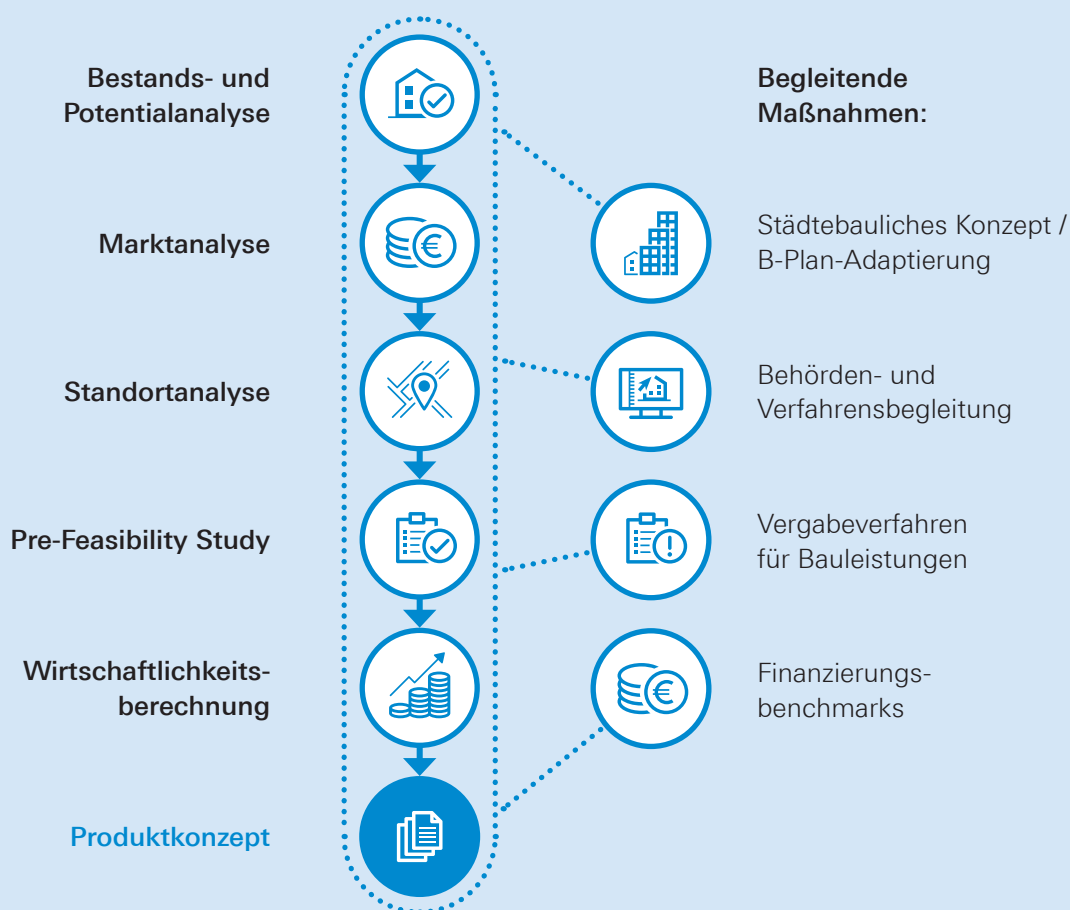 Bestands- und
Potentialanalyse
Marktanalyse
Standortanalyse
Pre-Feasibility Study
Wirtschaftlichkeits-
berechnung
Produktkonzept
Begleitende
Maßnahmen:
Städtebauliches Konzept /
B-Plan-Adaptierung
Behörden- und
Verfahrensbegleitung
Vergabeverfahren
für Bauleistungen
Finanzierungs-
benchmarks